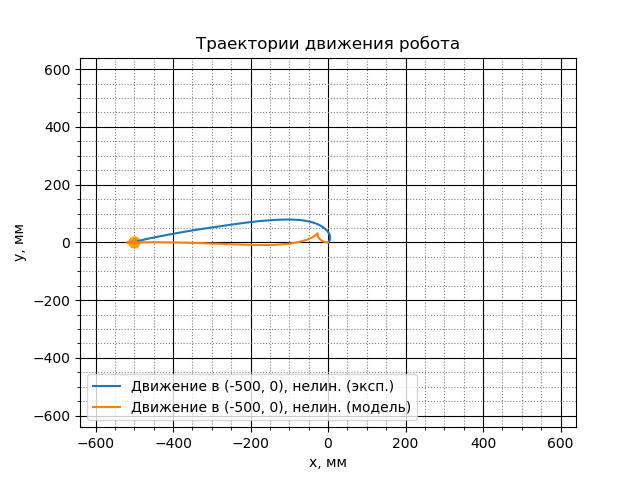 Траектории движения робота
600
400
200
0
−200
−400
−600
y, мм
Движение в (-500, 0), нелин. (эксп.)
Движение в (-500, 0), нелин. (модель)
−600 −400 −200 0 200 400 600
x, мм